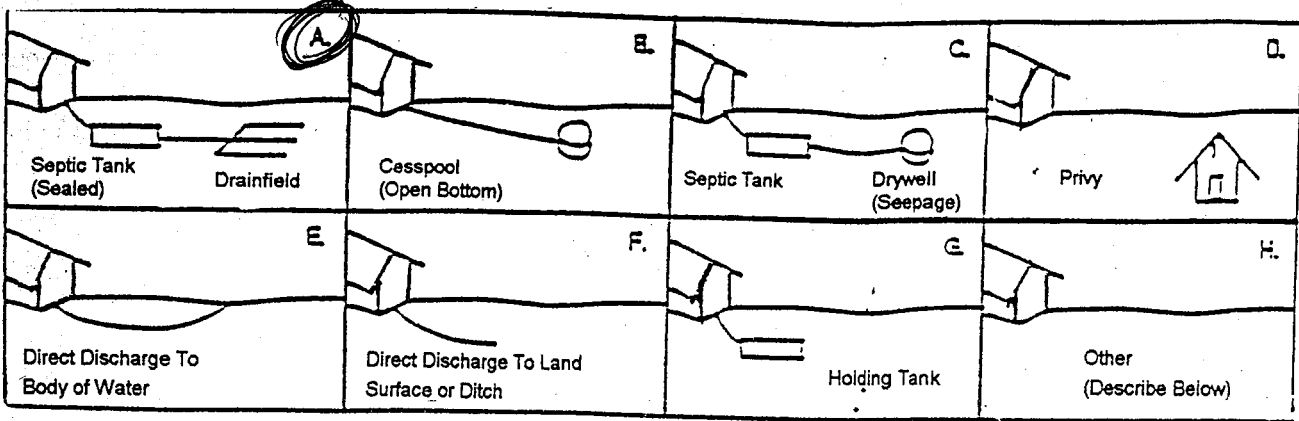 A.
B.
C.
D.
Septic Tank
(Sealed)
Drainfield
Cesspool
(Open Bottom)
Septic Tank
Drywell
(Seepage)
Privy
E.
F.
G.
H.
Direct Discharge To
Body of Water
Direct Discharge To Land
Surface or Ditch
Holding Tank
Other
(Describe Below)